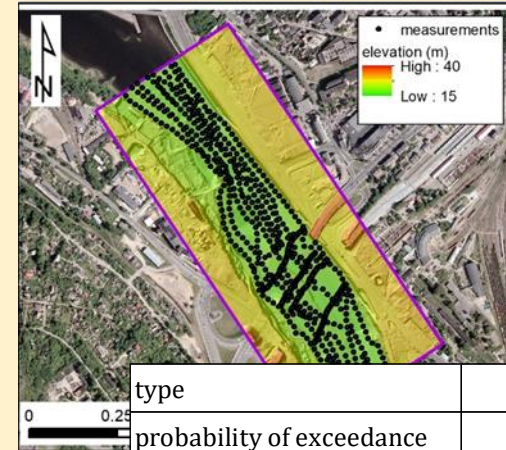 measurements
elevation (m)
High : 40
Low : 15
N
0 0.25
type
probability of exceedance